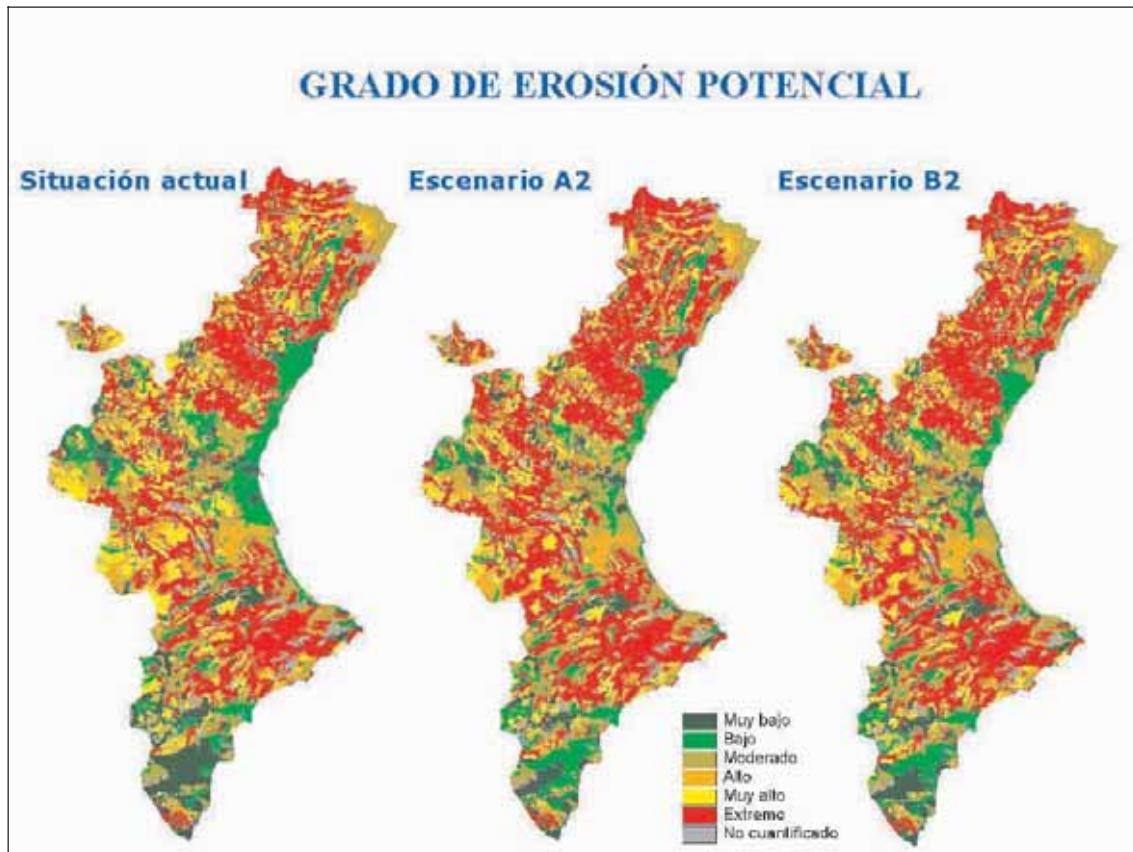 GRADO DE EROSIÓN POTENCIAL
Situación actual
Escenario A2
Escenario B2
Muy bajo
Bajo
Moderado
Alto
Muy alto
Extremo
No cuantificado